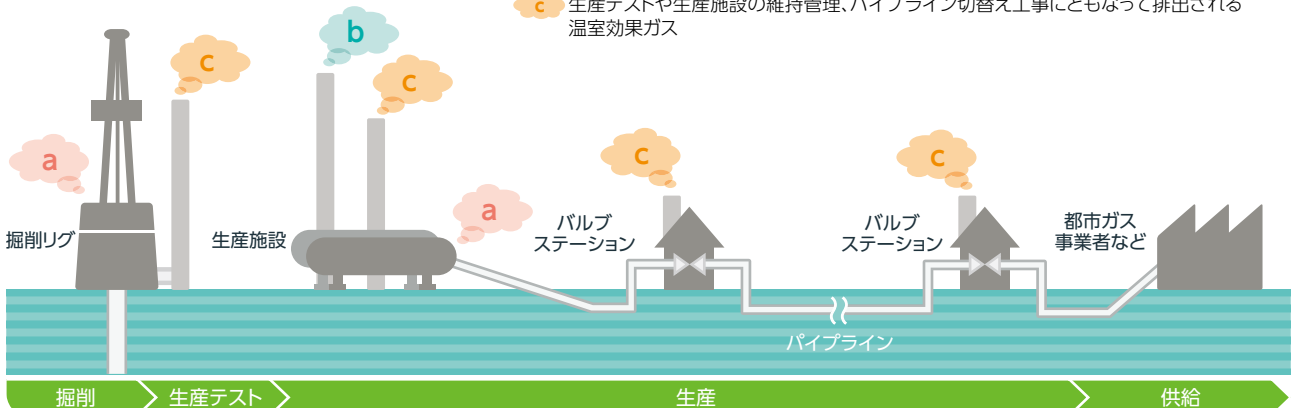 c 生産テストや生産施設の維持管理、パイプライン切替え工事にともなって排出される
温室効果ガス
b
c
c
a
c
c
a
掘削リグ
生産施設
バルブ
ステーション
バルブ
ステーション
都市ガス
事業者など
パイプライン
掘削
生産テスト
生産
供給